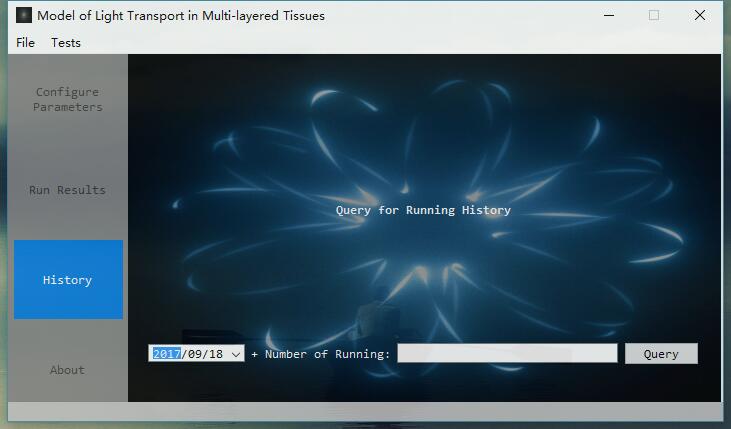 Model of Light Transport in Multi-layered Tissues
File Tests
Configure
Parameters
Run Results
History
About
Query for Running History
2017/09/18 + Number of Running: Query